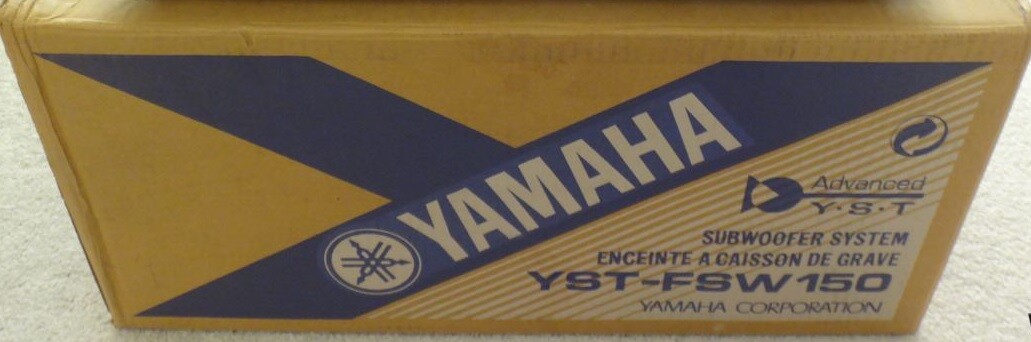 YAMAHA
Advanced
Y·S·T
SUBWOOFER SYSTEM
ENCEINTE A CAISSON DE GRAVE
YST-FSW150
YAMAHA CORPORATION